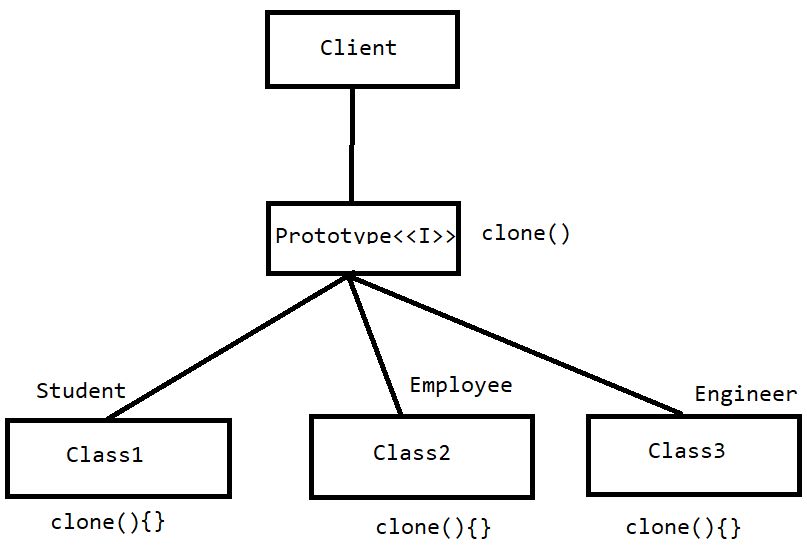 Client
Prototype<<I>>
clone()
Student
Employee
Engineer
Class1
Class2
Class3
clone(){}
clone(){}
clone(){}